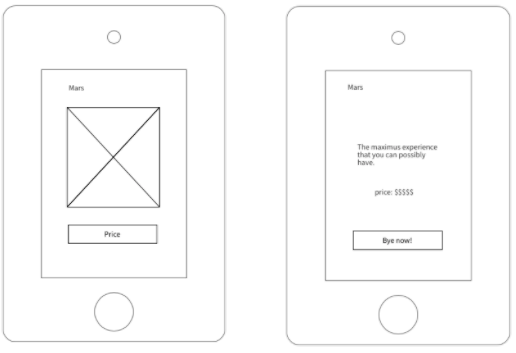 Mars
Price
Mars
The maximus experience
that you can possibly
have.
price: $$$$$
Bye now!